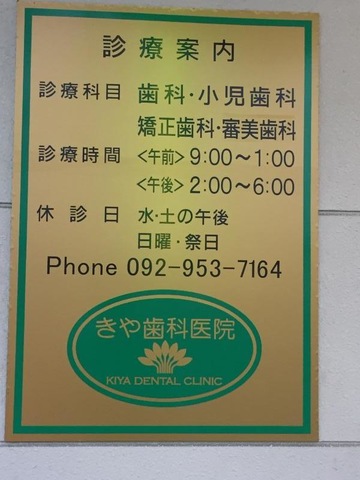 診療案内
診療科目 歯科・小児歯科
矯正歯科・審美歯科
診療時間 <午前> 9:00～1:00
<午後> 2:00～6:00
休診日 水・土の午後
日曜・祭日
Phone 092-953-7164
きや歯科医院
KIYA DENTAL CLINIC